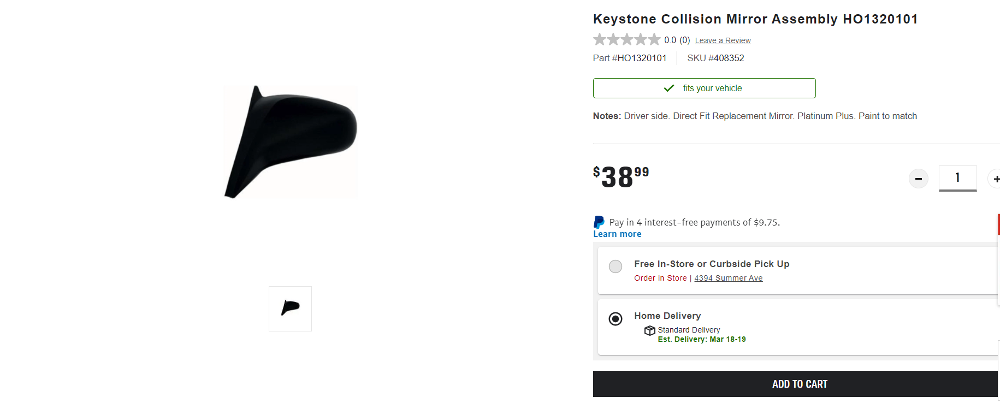 Keystone Collision Mirror Assembly HO1320101
0.0 (0) Leave a Review
Part #HO1320101 SKU #408352
fits your vehicle
Notes: Driver side. Direct Fit Replacement Mirror. Platinum Plus. Paint to match
$38 99
- 1 +
Pay in 4 interest-free payments of $9.75.
Learn more
Free In-Store or Curbside Pick Up
Order in Store | 4394 Summer Ave
Home Delivery
Standard Delivery
Est. Delivery: Mar 18-19
ADD TO CART